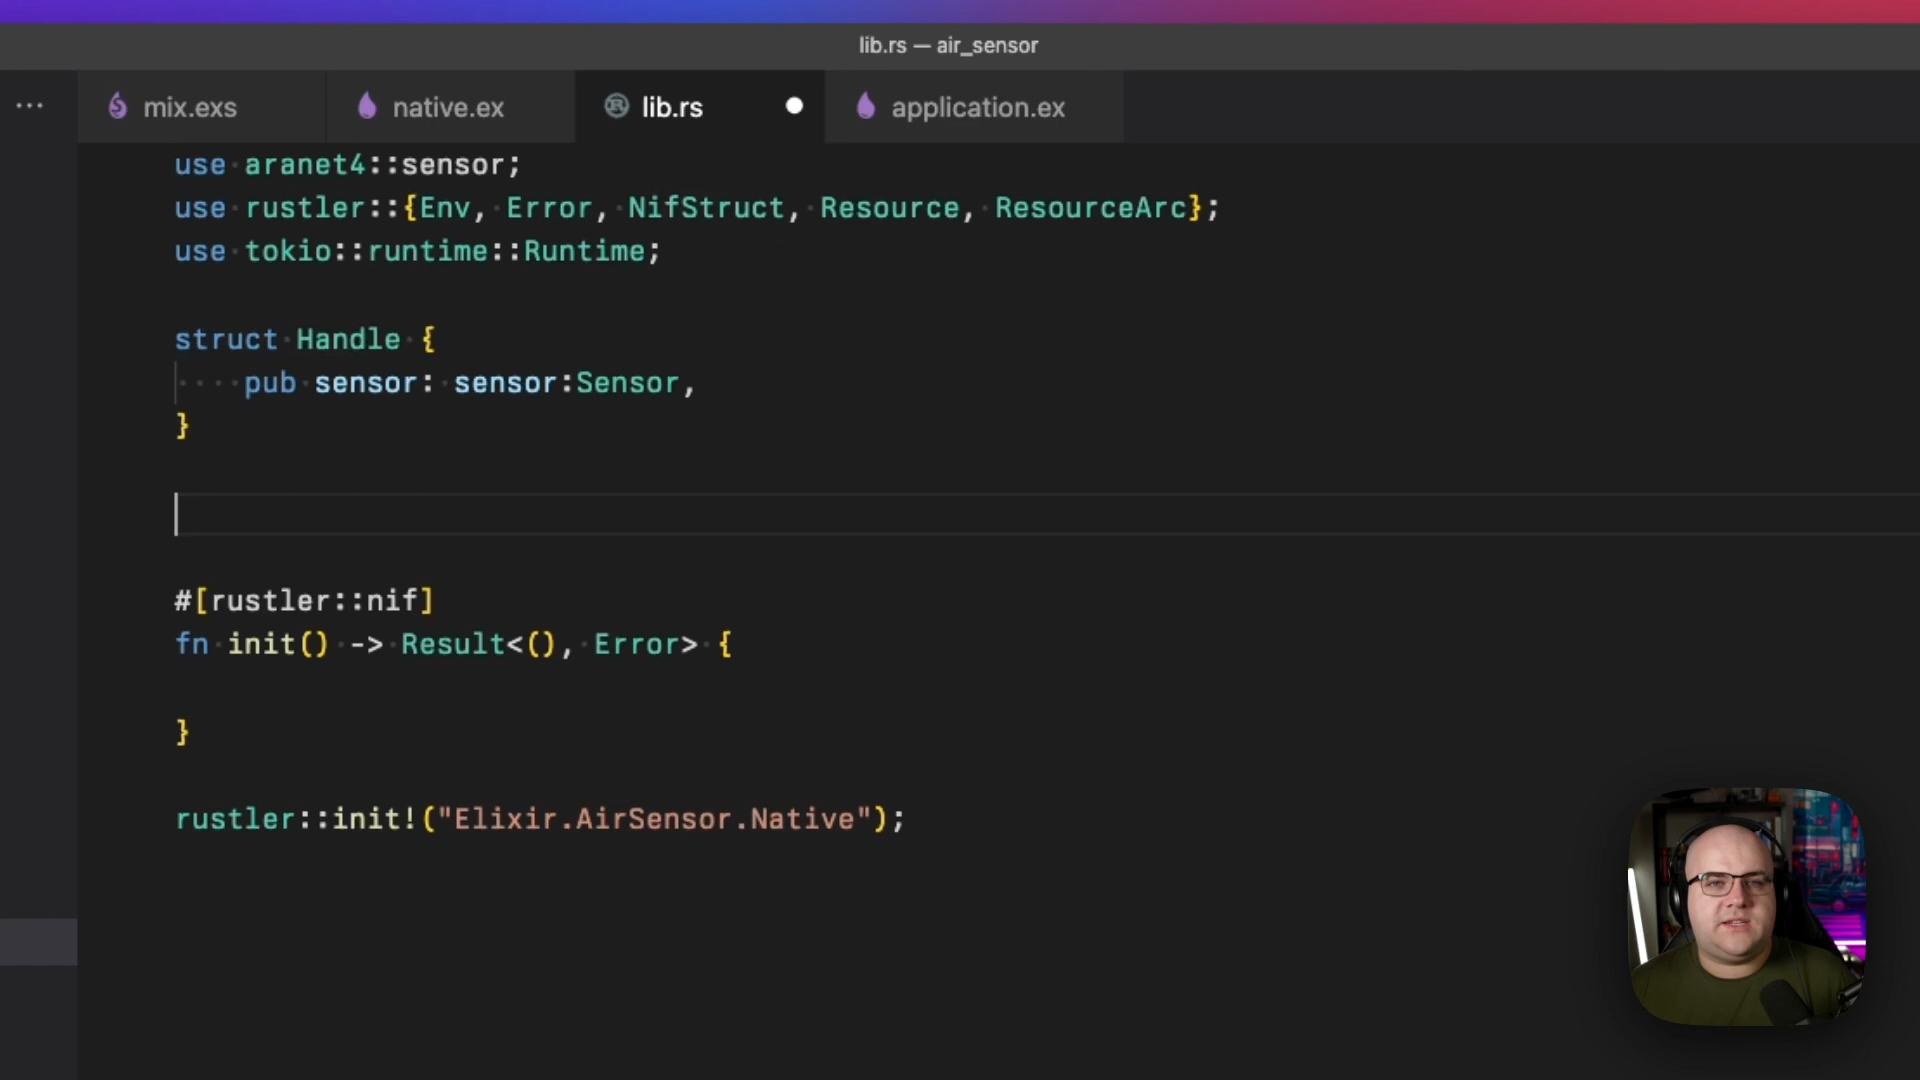 lib.rs — air_sensor
... mix.exs native.ex lib.rs application.ex
use aranet4::sensor;
use rustler::{Env, Error, NifStruct, Resource, ResourceArc};
use tokio::runtime::Runtime;
struct Handle {
    pub sensor: sensor:Sensor,
}
#[rustler::nif]
fn init() -> Result<(), Error> {
}
rustler::init!("Elixir.AirSensor.Native");